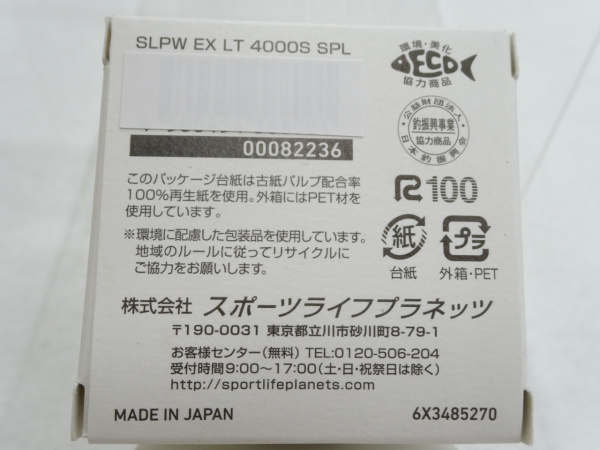 SLPW EX LT 4000S SPL
環境・美化
ECO
協力商品
公益財団法人
釣振興事業
協力商品
日本釣振興会
00082236
R100
このパッケージ台紙は古紙パルプ配合率
100%再生紙を使用。外箱にはPET材を
使用しています。
※環境に配慮した包装品を使用しています。
地域のルールに従ってリサイクルに
ご協力をお願いします。
紙
台紙
プラ
外箱・PET
株式会社 スポーツライフプラネッツ
〒190-0031 東京都立川市砂川町8-79-1
お客様センター(無料) TEL:0120-506-204
受付時間9:00～17:00(土・日・祝祭日は除く)
http://sportlifeplanets.com/
MADE IN JAPAN
6X3485270